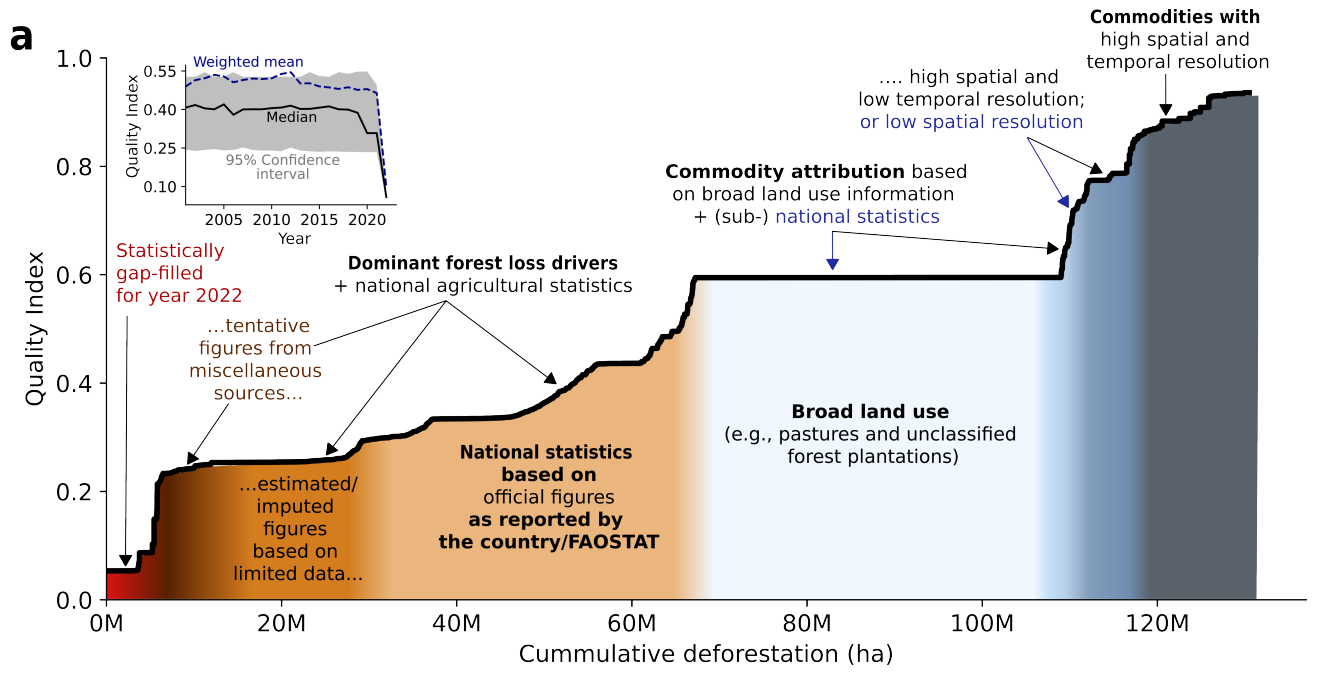 a
Commodities with
high spatial and
temporal resolution
.... high spatial and
low temporal resolution;
or low spatial resolution
Commodity attribution based
on broad land use information
+ (sub-) national statistics
Weighted mean
Median
95% Confidence
interval
Quality Index
0.55
0.40
0.25
0.10
2005 2010 2015 2020
Year
Statistically
gap-filled
for year 2022
Dominant forest loss drivers
+ national agricultural statistics
...tentative
figures from
miscellaneous
sources...
...estimated/
imputed
figures
based on
limited data...
National statistics
based on
official figures
as reported by
the country/FAOSTAT
Broad land use
(e.g., pastures and unclassified
forest plantations)
Quality Index
1.0
0.8
0.6
0.4
0.2
0.0
0M 20M 40M 60M 80M 100M 120M
Cummulative deforestation (ha)